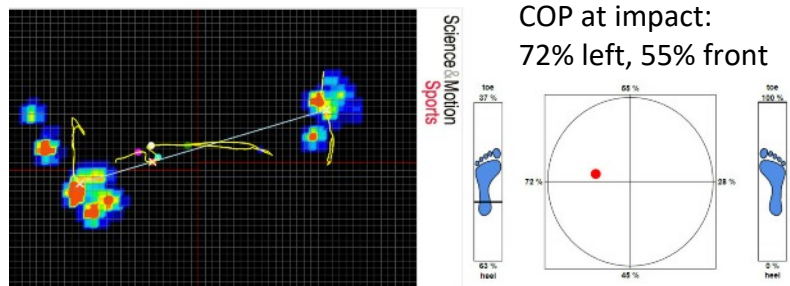 Science & Motion
Sports
COP at impact:
72% left, 55% front
toe
37 %
63 %
heel
55 %
72 %
28 %
45 %
toe
100 %
0 %
heel